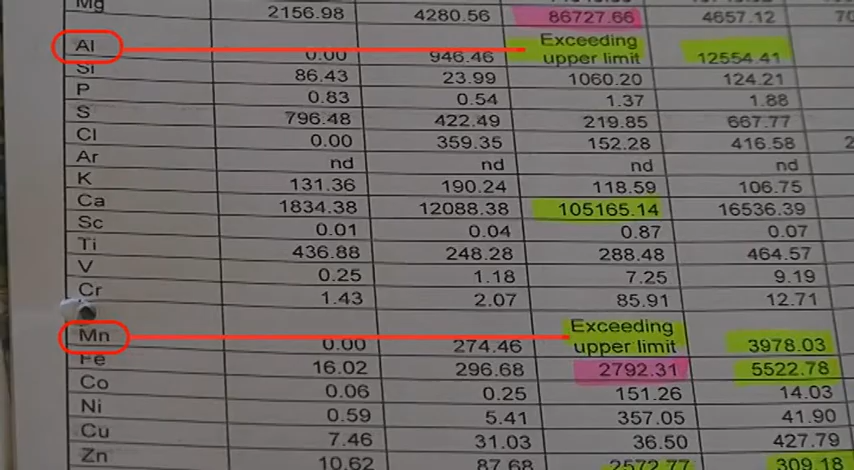 Mg 2156.98 4280.56 86727.66 4657.12 70
Al 0.00 946.46 Exceeding upper limit 12554.41
Si 86.43 23.99 1060.20 124.21
P 0.83 0.54 1.37 1.88
S 796.48 422.49 219.85 667.77
Cl 0.00 359.35 152.28 416.58 2
Ar nd nd nd nd
K 131.36 190.24 118.59 106.75
Ca 1834.38 12088.38 105165.14 16536.39
Sc 0.01 0.04 0.87 0.07
Ti 436.88 248.28 288.48 464.57
V 0.25 1.18 7.25 9.19
Cr 1.43 2.07 85.91 12.71
Mn 0.00 274.46 Exceeding upper limit 3978.03
Fe 16.02 296.68 2792.31 5522.78
Co 0.06 0.25 151.26 14.03
Ni 0.59 5.41 357.05 41.90
Cu 7.46 31.03 36.50 427.79
Zn 10.62 87.68 2572.77 309.18